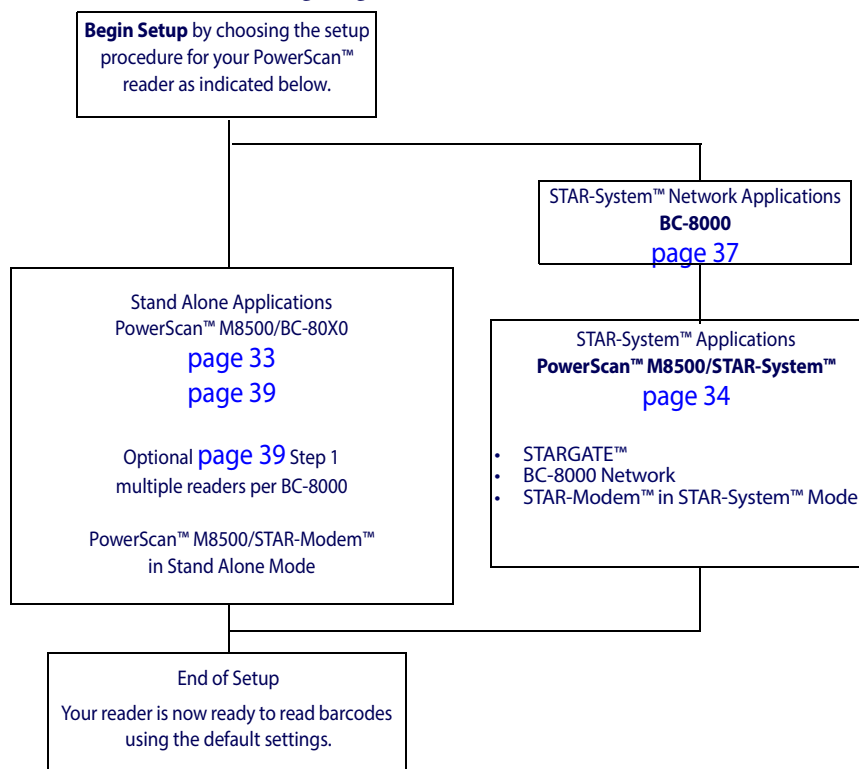 Begin Setup by choosing the setup
procedure for your PowerScan™
reader as indicated below.
STAR-System™ Network Applications
BC-8000
page 37
Stand Alone Applications
PowerScan™ M8500/BC-80X0
page 33
page 39
Optional page 39 Step 1
multiple readers per BC-8000
PowerScan™ M8500/STAR-Modem™
in Stand Alone Mode
STAR-System™ Applications
PowerScan™ M8500/STAR-System™
page 34
• STARGATE™
• BC-8000 Network
• STAR-Modem™ in STAR-System™ Mode
End of Setup
Your reader is now ready to read barcodes
using the default settings.